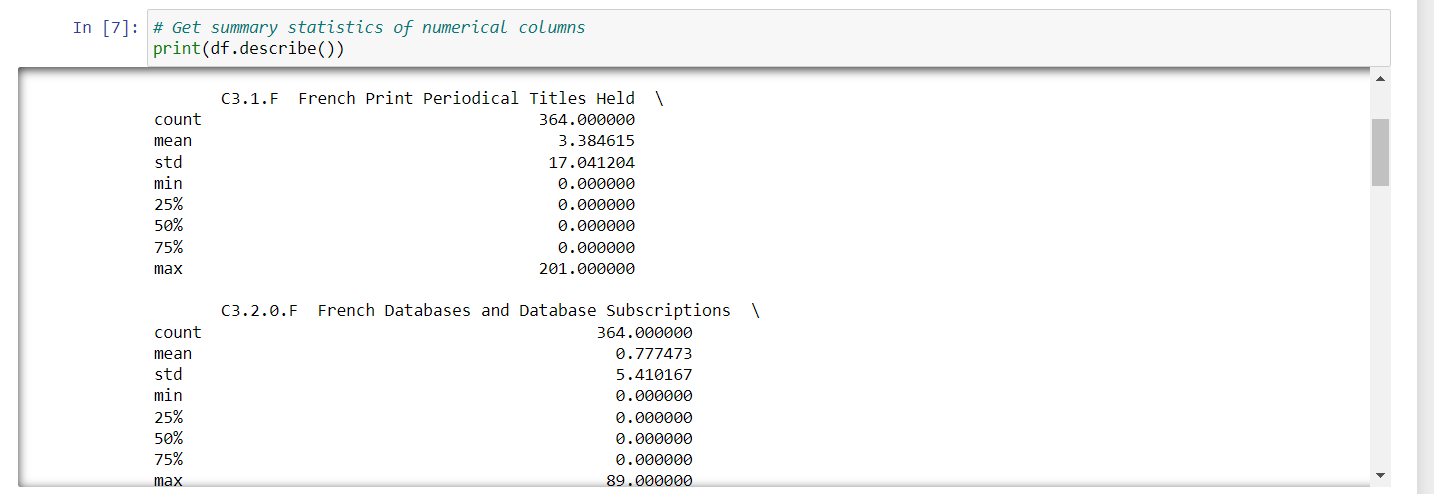 In [7]: # Get summary statistics of numerical columns
print(df.describe())
C3.1.F  French Print Periodical Titles Held  \
count 364.000000
mean 3.384615
std 17.041204
min 0.000000
25% 0.000000
50% 0.000000
75% 0.000000
max 201.000000
C3.2.0.F  French Databases and Database Subscriptions  \
count 364.000000
mean 0.777473
std 5.410167
min 0.000000
25% 0.000000
50% 0.000000
75% 0.000000
max 89.000000